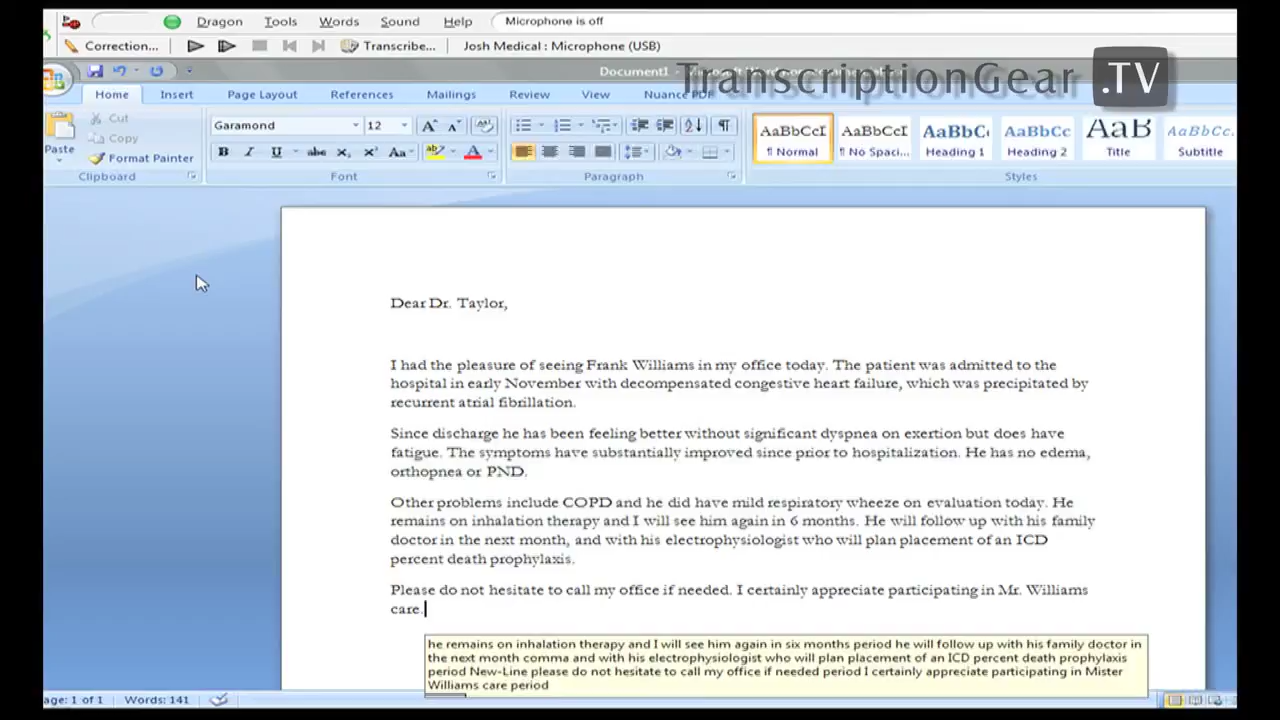 Dragon Tools Words Sound Help Microphone is off
Correction... Transcribe... Josh Medical : Microphone (USB)
Document1 -
TranscriptionGear .TV
Home Insert Page Layout References Mailings Review View Nuance PDF
Paste
Cut
Copy
Format Painter
Clipboard
Garamond 12
B I U abc x₂ x² Aa
Font
Paragraph
AaBbCcI AaBbCcI AaBbC AaBbCc AaB AaBbCc.
¶ Normal ¶ No Spaci... Heading 1 Heading 2 Title Subtitle
Styles
Dear Dr. Taylor,
I had the pleasure of seeing Frank Williams in my office today. The patient was admitted to the
hospital in early November with decompensated congestive heart failure, which was precipitated by
recurrent atrial fibrillation.
Since discharge he has been feeling better without significant dyspnea on exertion but does have
fatigue. The symptoms have substantially improved since prior to hospitalization. He has no edema,
orthopnea or PND.
Other problems include COPD and he did have mild respiratory wheeze on evaluation today. He
remains on inhalation therapy and I will see him again in 6 months. He will follow up with his family
doctor in the next month, and with his electrophysiologist who will plan placement of an ICD
percent death prophylaxis.
Please do not hesitate to call my office if needed. I certainly appreciate participating in Mr. Williams
care.
he remains on inhalation therapy and I will see him again in six months period he will follow up with his family doctor in
the next month comma and with his electrophysiologist who will plan placement of an ICD percent death prophylaxis
period New-Line please do not hesitate to call my office if needed period I certainly appreciate participating in Mister
Williams care period
age: 1 of 1 Words: 141